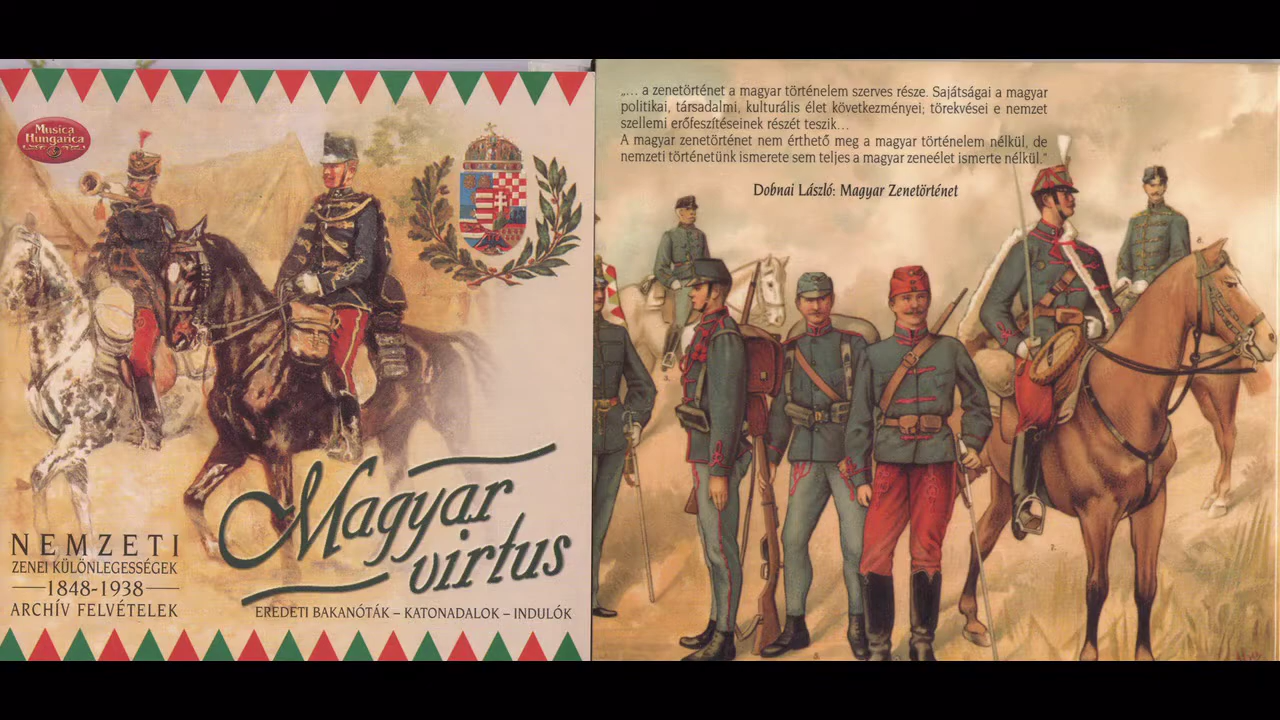 Musica
Hungarica
NEMZETI
ZENEI KÜLÖNLEGESSÉGEK
1848-1938
ARCHÍV FELVÉTELEK
Magyar
virtus
EREDETI BAKANÓTÁK – KATONADALOK – INDULÓK
„... a zenetörténet a magyar történelem szerves része. Sajátságai a magyar
politikai, társadalmi, kulturális élet következményei; törekvései e nemzet
szellemi erőfeszítéseinek részét teszik...
A magyar zenetörténet nem érthető meg a magyar történelem nélkül, de
nemzeti történetünk ismerete sem teljes a magyar zeneélet ismerte nélkül.”
Dobnai László: Magyar Zenetörténet